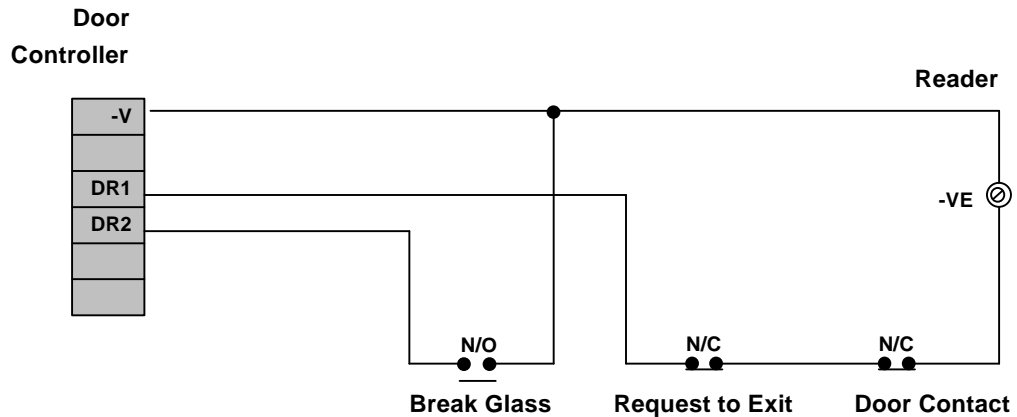 Door
Controller
Reader
-V
DR1
-VE
DR2
N/O
N/C
N/C
Break Glass
Request to Exit
Door Contact